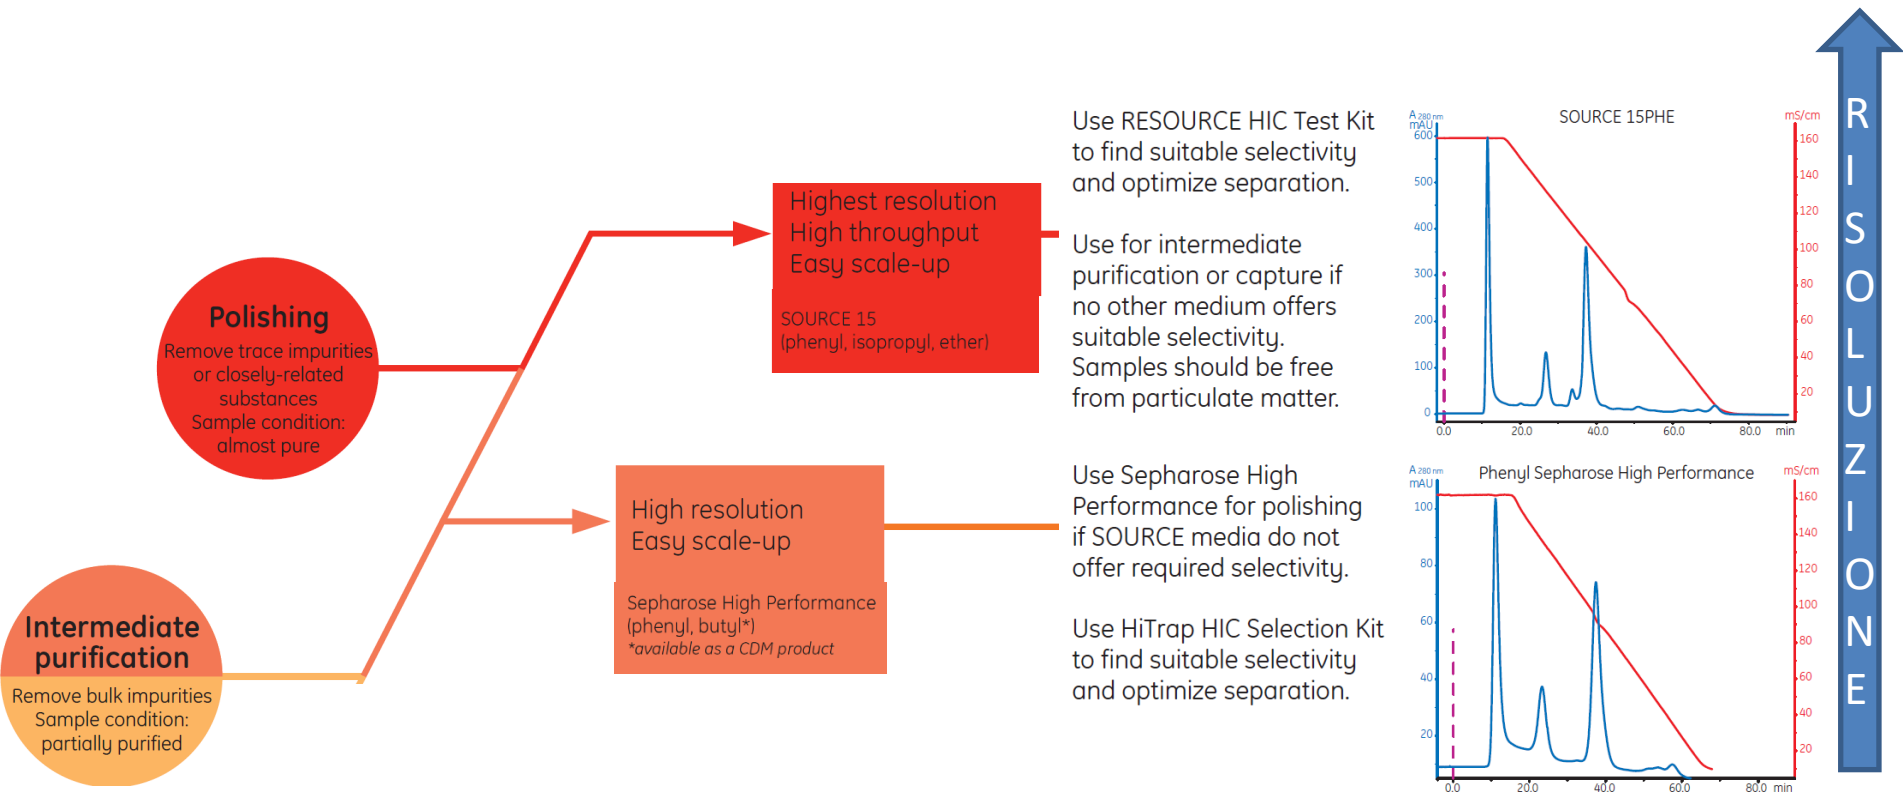 Polishing
Remove trace impurities
or closely-related
substances
Sample condition:
almost pure
Intermediate
purification
Remove bulk impurities
Sample condition:
partially purified
Highest resolution
High throughput
Easy scale-up
SOURCE 15
(phenyl, isopropyl, ether)
High resolution
Easy scale-up
Sepharose High Performance
(phenyl, butyl*)
*available as a CDM product
Use RESOURCE HIC Test Kit
to find suitable selectivity
and optimize separation.
Use for intermediate
purification or capture if
no other medium offers
suitable selectivity.
Samples should be free
from particulate matter.
Use Sepharose High
Performance for polishing
if SOURCE media do not
offer required selectivity.
Use HiTrap HIC Selection Kit
to find suitable selectivity
and optimize separation.
SOURCE 15PHE
A 280 nm
mAU
600
500
400
300
200
100
0
mS/cm
160
140
120
100
80
60
40
20
0.0 20.0 40.0 60.0 80.0 min
Phenyl Sepharose High Performance
A 280 nm
mAU
100
80
60
40
20
mS/cm
160
140
120
100
80
60
40
20
0.0 20.0 40.0 60.0 80.0 min
RISOLUZIONE